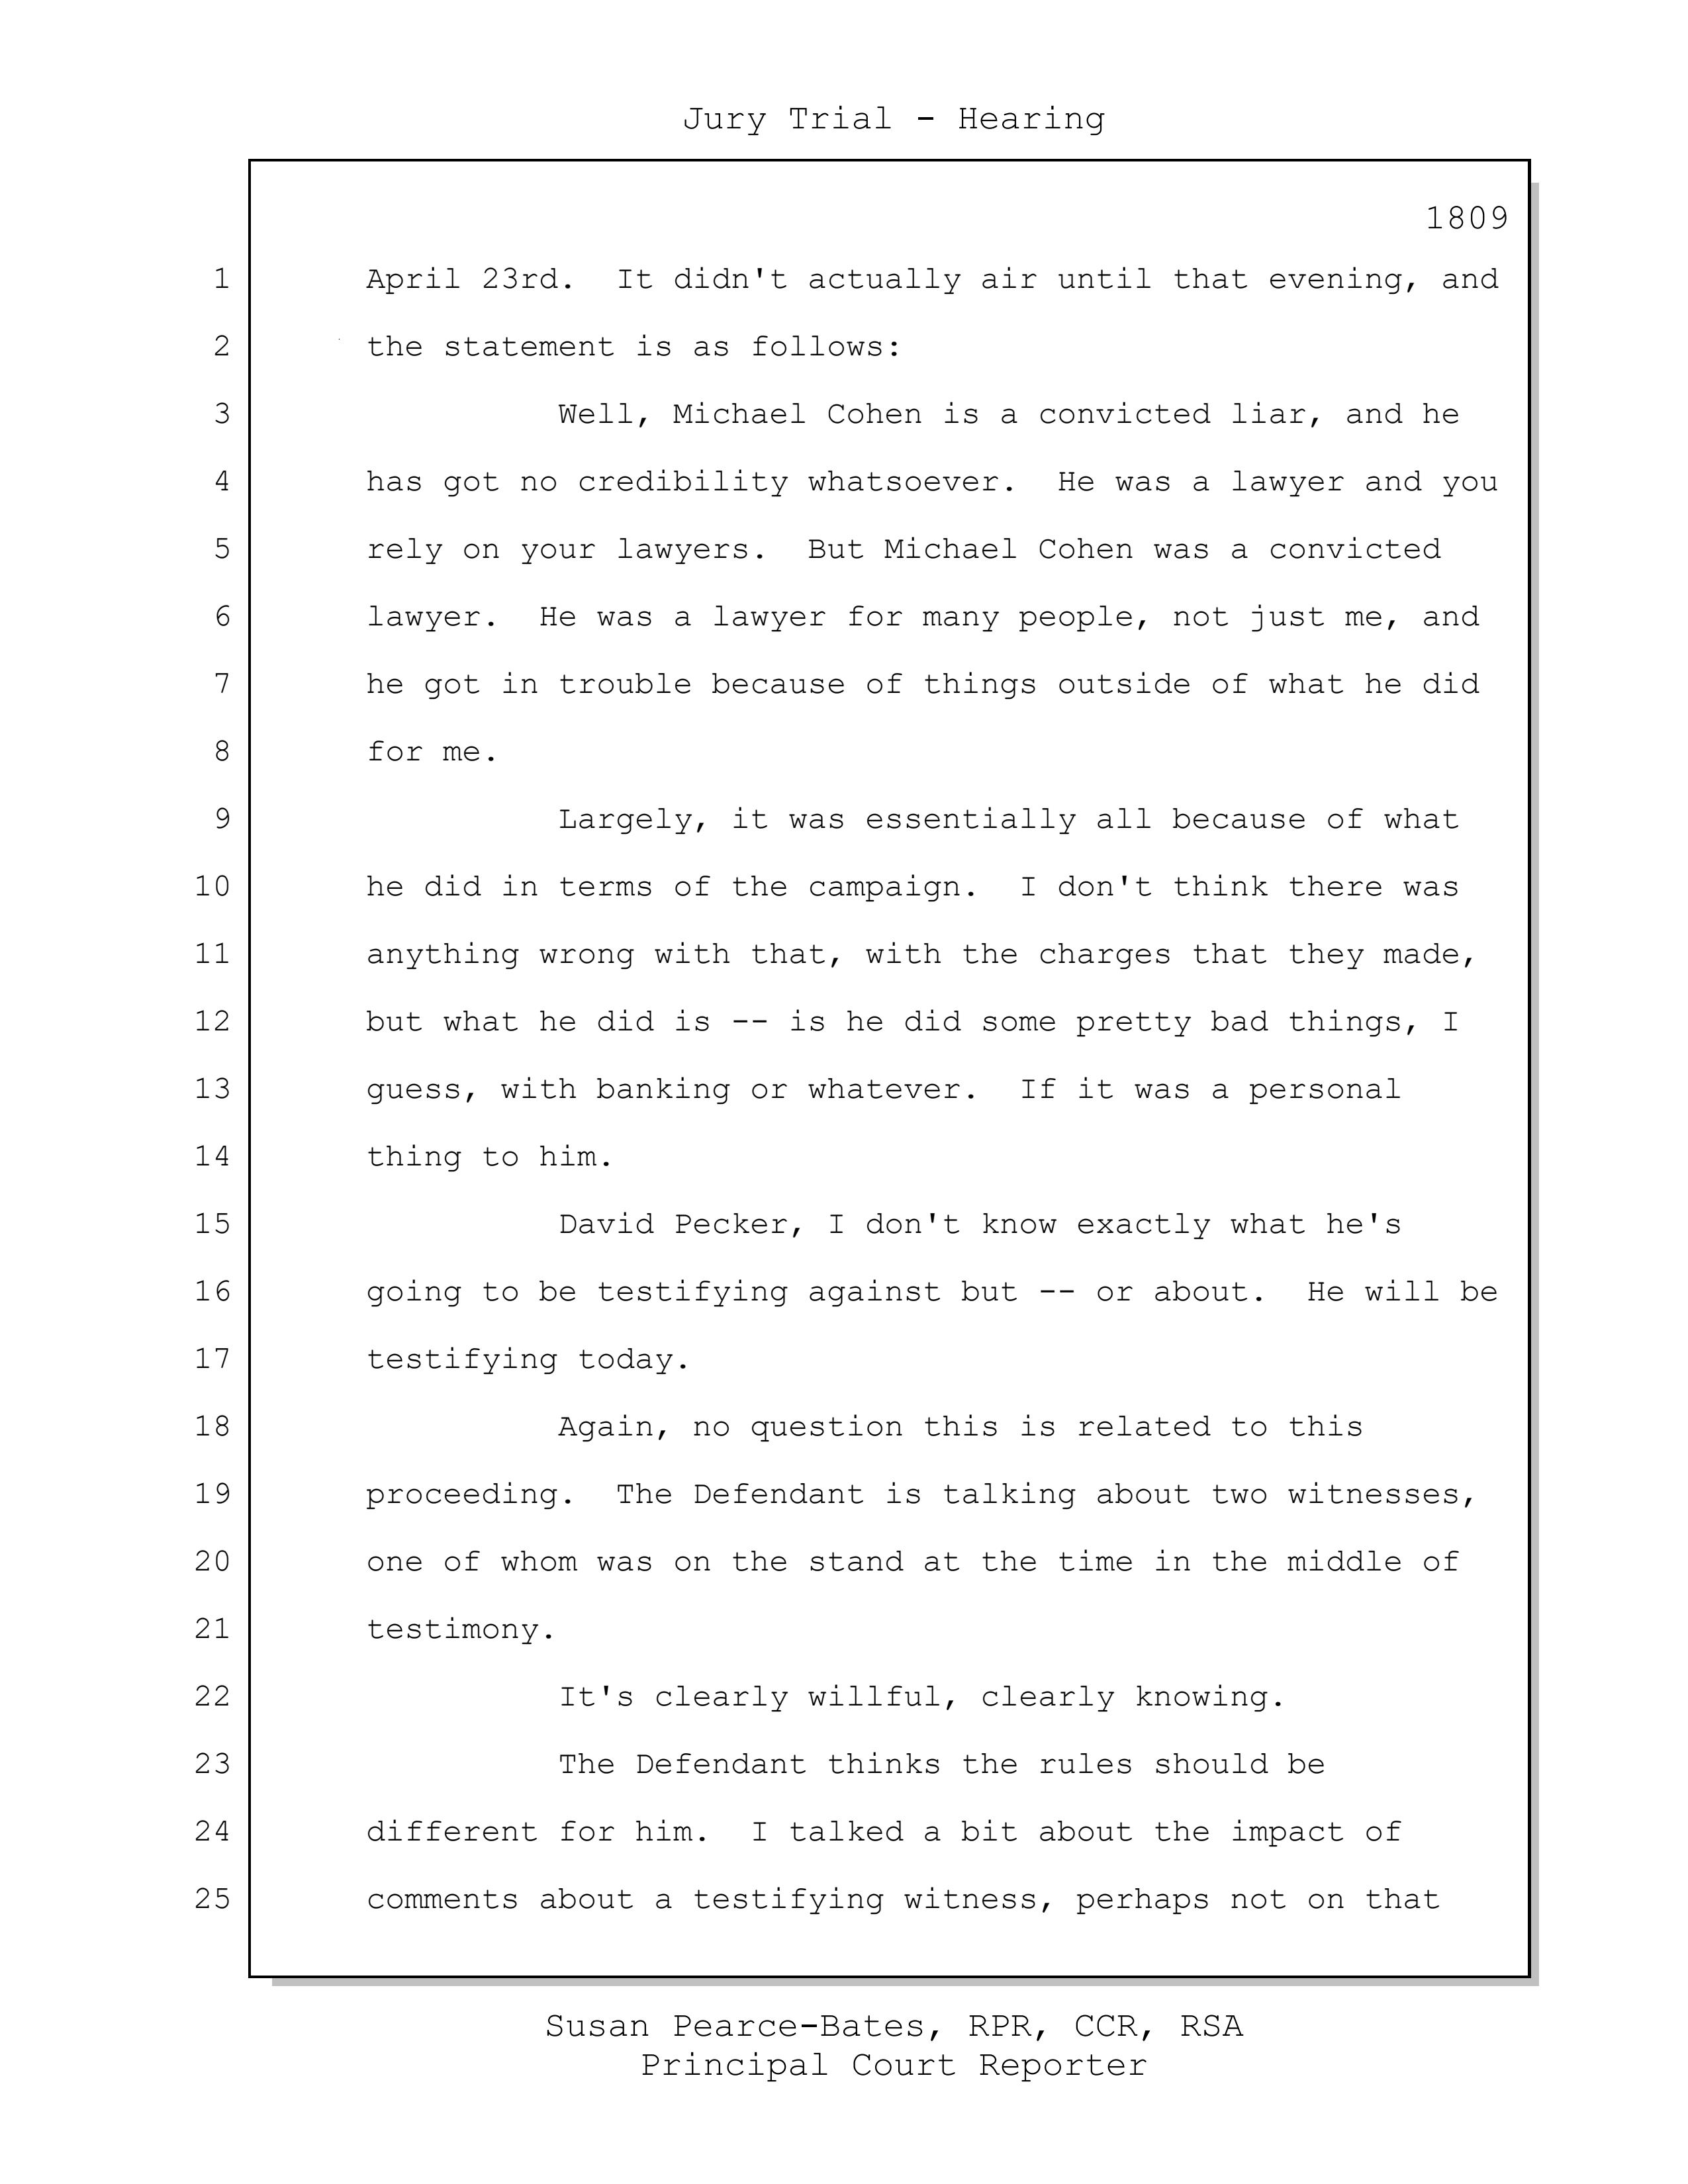 Jury Trial - Hearing
1809
1 April 23rd. It didn't actually air until that evening, and
2 the statement is as follows:
3 Well, Michael Cohen is a convicted liar, and he
4 has got no credibility whatsoever. He was a lawyer and you
5 rely on your lawyers. But Michael Cohen was a convicted
6 lawyer. He was a lawyer for many people, not just me, and
7 he got in trouble because of things outside of what he did
8 for me.
9 Largely, it was essentially all because of what
10 he did in terms of the campaign. I don't think there was
11 anything wrong with that, with the charges that they made,
12 but what he did is -- is he did some pretty bad things, I
13 guess, with banking or whatever. If it was a personal
14 thing to him.
15 David Pecker, I don't know exactly what he's
16 going to be testifying against but -- or about. He will be
17 testifying today.
18 Again, no question this is related to this
19 proceeding. The Defendant is talking about two witnesses,
20 one of whom was on the stand at the time in the middle of
21 testimony.
22 It's clearly willful, clearly knowing.
23 The Defendant thinks the rules should be
24 different for him. I talked a bit about the impact of
25 comments about a testifying witness, perhaps not on that
Susan Pearce-Bates, RPR, CCR, RSA
Principal Court Reporter